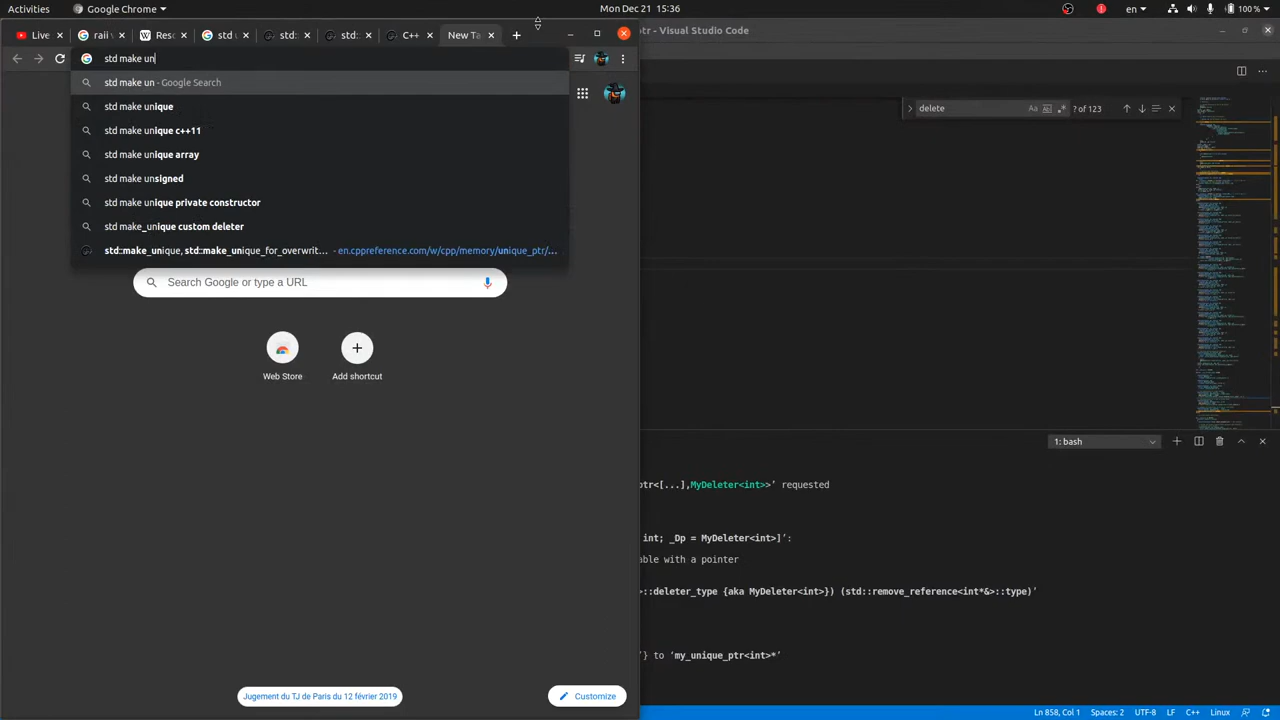 Activities
Google Chrome
Mon Dec 21 15:36
en
100 %
Live
raii
Reso
std u
std:
std:
C++
New Ta
ptr - Visual Studio Code
std make un
std make un - Google Search
std make unique
std make unique c++11
std make unique array
std make unsigned
std make unique private constructor
std make_unique custom deleter
std::make_unique, std::make_unique_for_overwrit... - en.cppreference.com/w/cpp/memory/unique_ptr/...
Search Google or type a URL
Web Store
Add shortcut
Jugement du TJ de Paris du 12 février 2019
Customize
delete
Aa
? of 123
1: bash
tr<[...],MyDeleter<int>>’ requested
int; _Dp = MyDeleter<int>]’:
able with a pointer
>::deleter_type {aka MyDeleter<int>}) (std::remove_reference<int*&>::type)’
’} to ‘my_unique_ptr<int>*’
Ln 858, Col 1
Spaces: 2
UTF-8
LF
C++
Linux